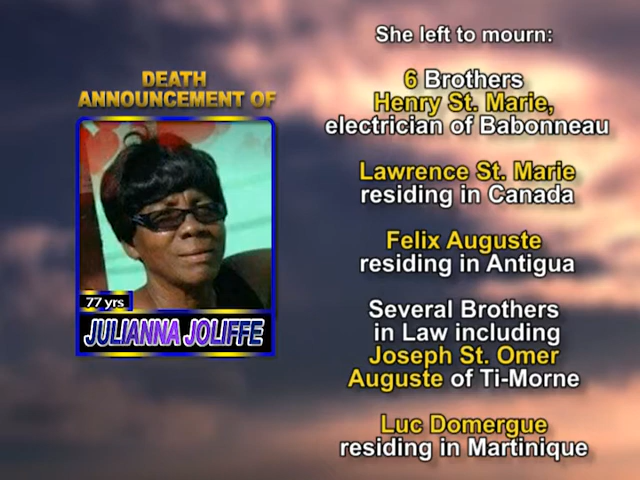 DEATH
ANNOUNCEMENT OF
77 yrs
JULIANNA JOLIFFE
She left to mourn:
6 Brothers
Henry St. Marie,
electrician of Babonneau
Lawrence St. Marie
residing in Canada
Felix Auguste
residing in Antigua
Several Brothers
in Law including
Joseph St. Omer
Auguste of Ti-Morne
Luc Domergue
residing in Martinique